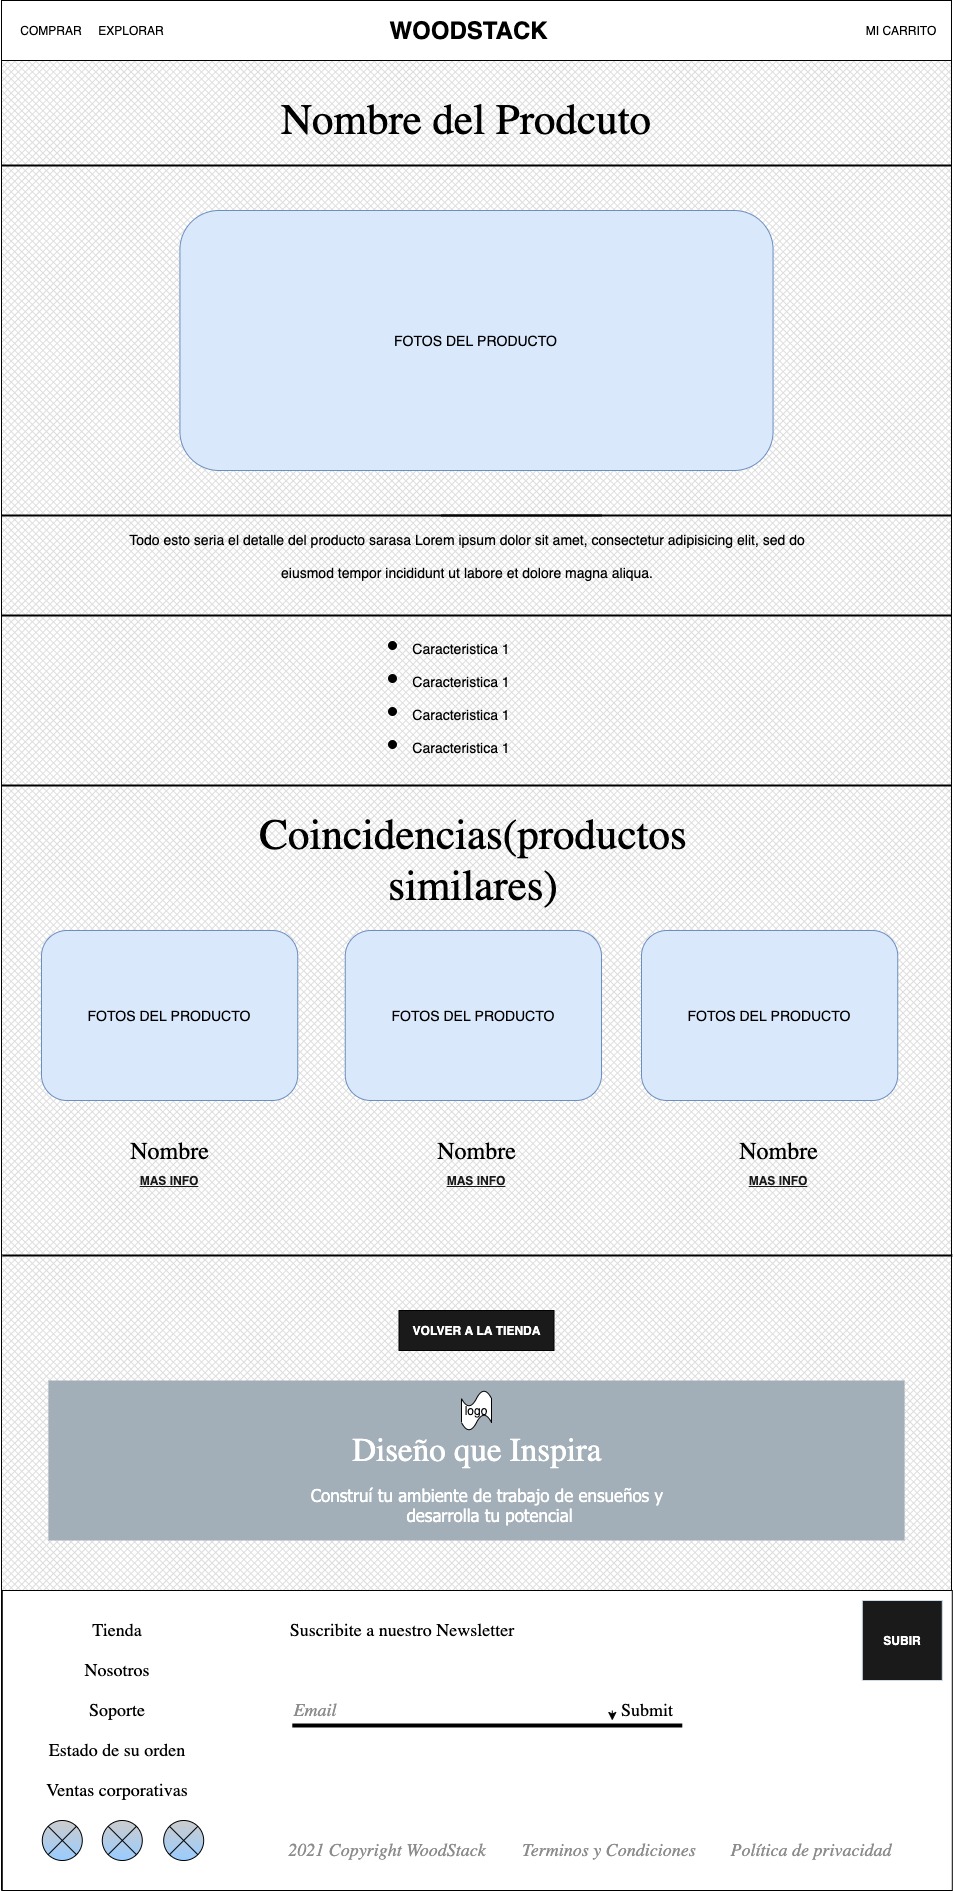 COMPRAR EXPLORAR WOODSTACK MI CARRITO
Nombre del Prodcuto
FOTOS DEL PRODUCTO
Todo esto seria el detalle del producto sarasa Lorem ipsum dolor sit amet, consectetur adipisicing elit, sed do
eiusmod tempor incididunt ut labore et dolore magna aliqua.
Caracteristica 1
Caracteristica 1
Caracteristica 1
Caracteristica 1
Coincidencias(productos
similares)
FOTOS DEL PRODUCTO FOTOS DEL PRODUCTO FOTOS DEL PRODUCTO
Nombre Nombre Nombre
MAS INFO MAS INFO MAS INFO
VOLVER A LA TIENDA
logo
Diseño que Inspira
Construí tu ambiente de trabajo de ensueños y
desarrolla tu potencial
Tienda Suscribite a nuestro Newsletter SUBIR
Nosotros
Soporte Email Submit
Estado de su orden
Ventas corporativas
2021 Copyright WoodStack Terminos y Condiciones Política de privacidad